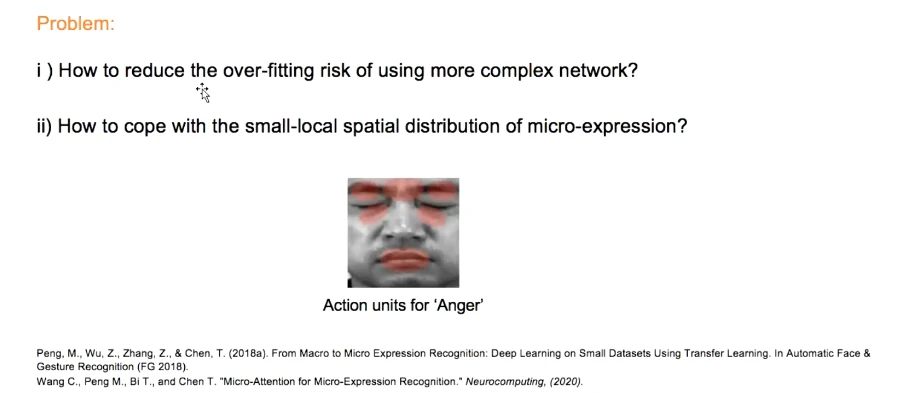 Problem:
i ) How to reduce the over-fitting risk of using more complex network?
ii) How to cope with the small-local spatial distribution of micro-expression?
Action units for ‘Anger’
Peng, M., Wu, Z., Zhang, Z., & Chen, T. (2018a). From Macro to Micro Expression Recognition: Deep Learning on Small Datasets Using Transfer Learning. In Automatic Face &
Gesture Recognition (FG 2018).
Wang C., Peng M., Bi T., and Chen T. "Micro-Attention for Micro-Expression Recognition." Neurocomputing, (2020).